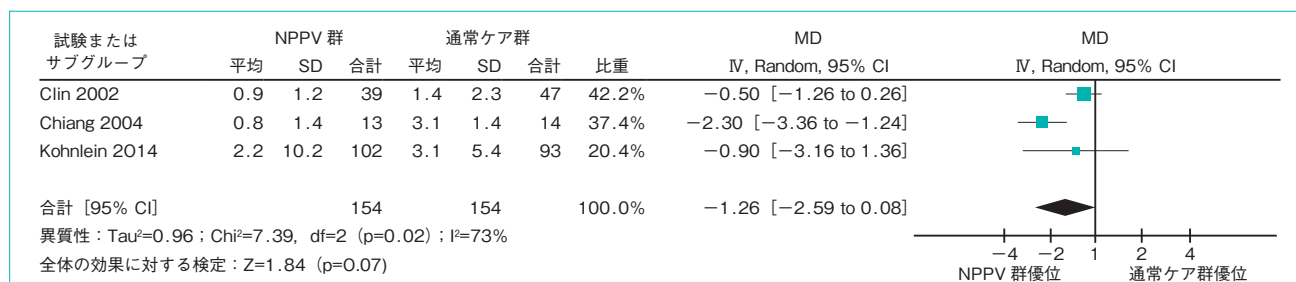 試験または
サブグループ NPPV 群 通常ケア群 MD MD
平均 SD 合計 平均 SD 合計 比重 Ⅳ, Random, 95% CI Ⅳ, Random, 95% CI
Clin 2002 0.9 1.2 39 1.4 2.3 47 42.2% −0.50［−1.26 to 0.26］
Chiang 2004 0.8 1.4 13 3.1 1.4 14 37.4% −2.30［−3.36 to −1.24］
Kohnlein 2014 2.2 10.2 102 3.1 5.4 93 20.4% −0.90［−3.16 to 1.36］
合計［95% CI］ 154 154 100.0% −1.26［−2.59 to 0.08］
異質性：Tau²=0.96；Chi²=7.39，df=2（p=0.02）；I²=73%
全体の効果に対する検定：Z=1.84（p=0.07)
−4 −2 1 2 4
NPPV 群優位 通常ケア群優位